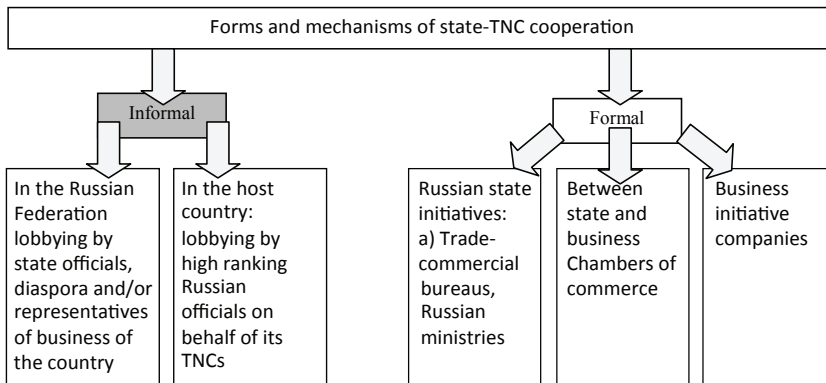 Forms and mechanisms of state-TNC cooperation
Informal
Formal
In the Russian
Federation
lobbying by
state officials,
diaspora and/or
representatives
of business of
the country
In the host
country:
lobbying by
high ranking
Russian
officials on
behalf of its
TNCs
Russian state
initiatives:
a) Trade-
commercial
bureaus,
Russian
ministries
Between
state and
business
Chambers of
commerce
Business
initiative
companies